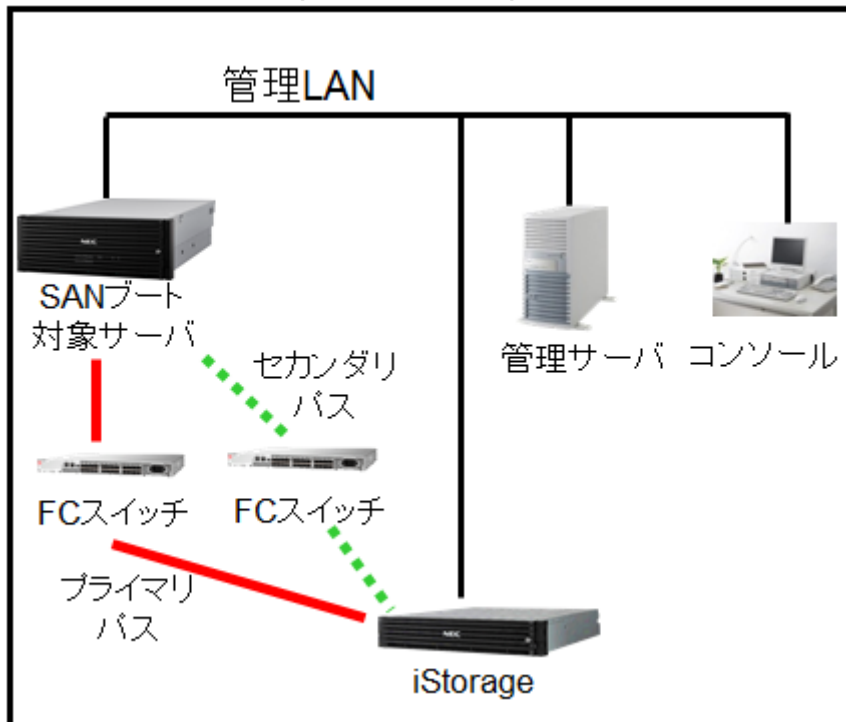 管理LAN
SANブート
対象サーバ
セカンダリ
パス
管理サーバ
コンソール
FCスイッチ
FCスイッチ
プライマリ
パス
NEC
NEC
iStorage